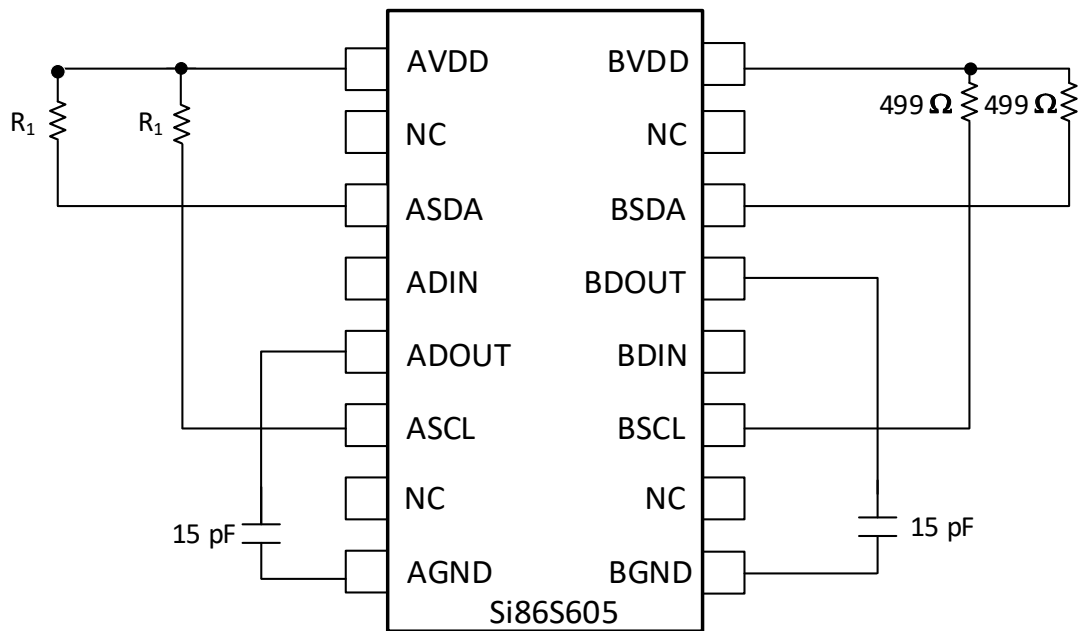 AVDD BVDD
R1 R1 499 Ω 499 Ω
NC NC
ASDA BSDA
ADIN BDOUT
ADOUT BDIN
ASCL BSCL
NC NC
15 pF 15 pF
AGND BGND
Si86S605